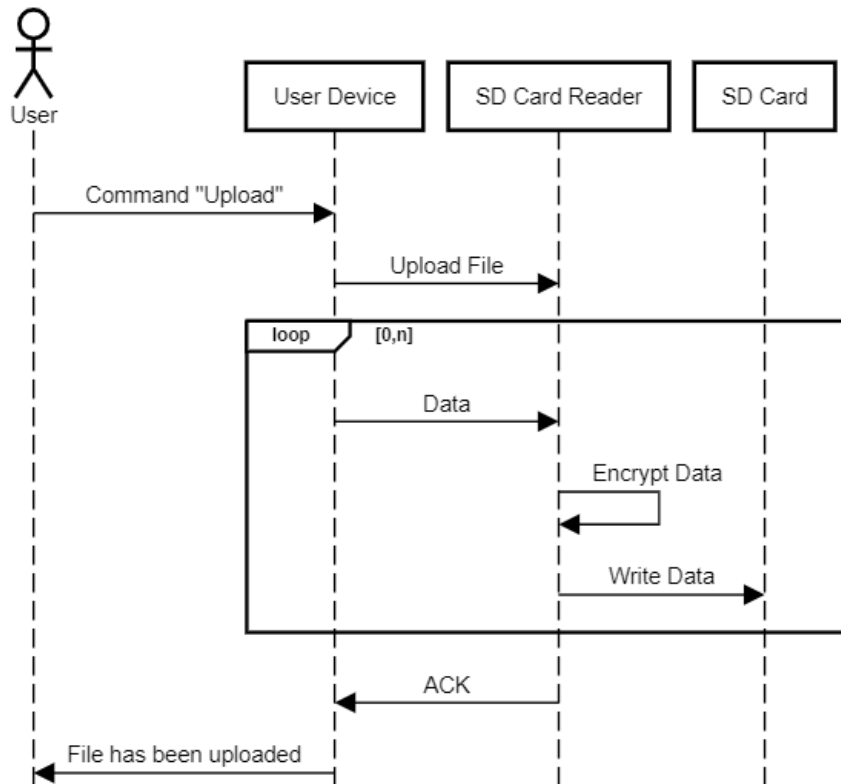 User
User Device
SD Card Reader
SD Card
Command "Upload"
Upload File
loop [0,n]
Data
Encrypt Data
Write Data
ACK
File has been uploaded